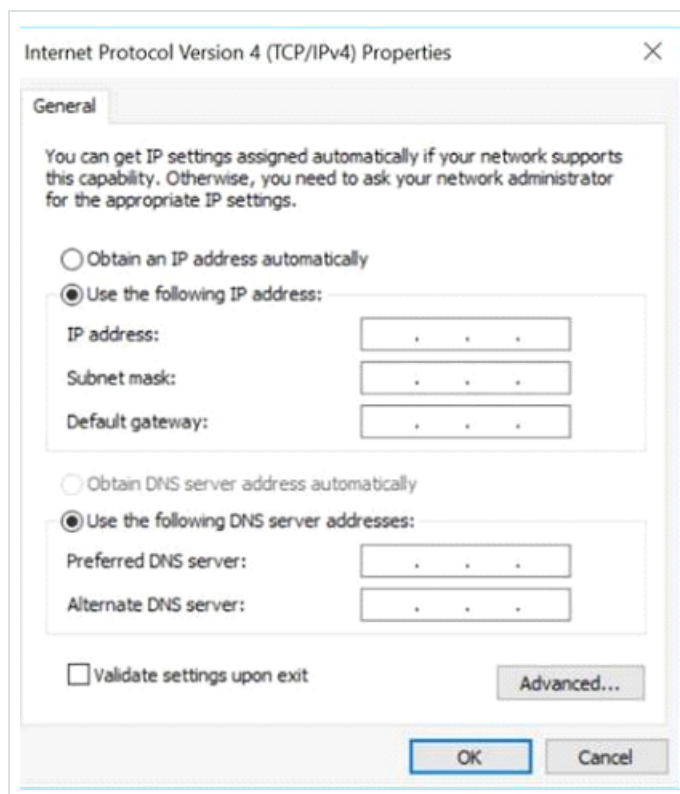 Internet Protocol Version 4 (TCP/IPv4) Properties
General
You can get IP settings assigned automatically if your network supports
this capability. Otherwise, you need to ask your network administrator
for the appropriate IP settings.
Obtain an IP address automatically
Use the following IP address:
IP address:
. . .
Subnet mask:
. . .
Default gateway:
. . .
Obtain DNS server address automatically
Use the following DNS server addresses:
Preferred DNS server:
. . .
Alternate DNS server:
. . .
Validate settings upon exit
Advanced...
OK
Cancel